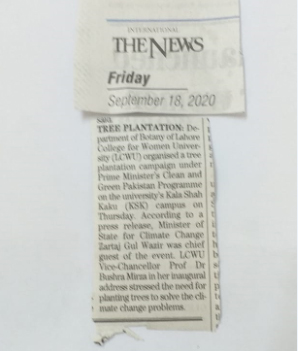 INTERNATIONAL
THE NEWS
Friday
September 18, 2020
said.
TREE PLANTATION: De-
partment of Botany of Lahore
College for Women Univer-
sity (LCWU) organised a tree
plantation campaign under
Prime Minister's Clean and
Green Pakistan Programme
on the university's Kala Shah
Kaku (KSK) campus on
Thursday. According to a
press release, Minister of
State for Climate Change
Zartaj Gul Wazir was chief
guest of the event. LCWU
Vice-Chancellor Prof Dr
Bushra Mirza in her inaugural
address stressed the need for
planting trees to solve the cli-
mate change problems.